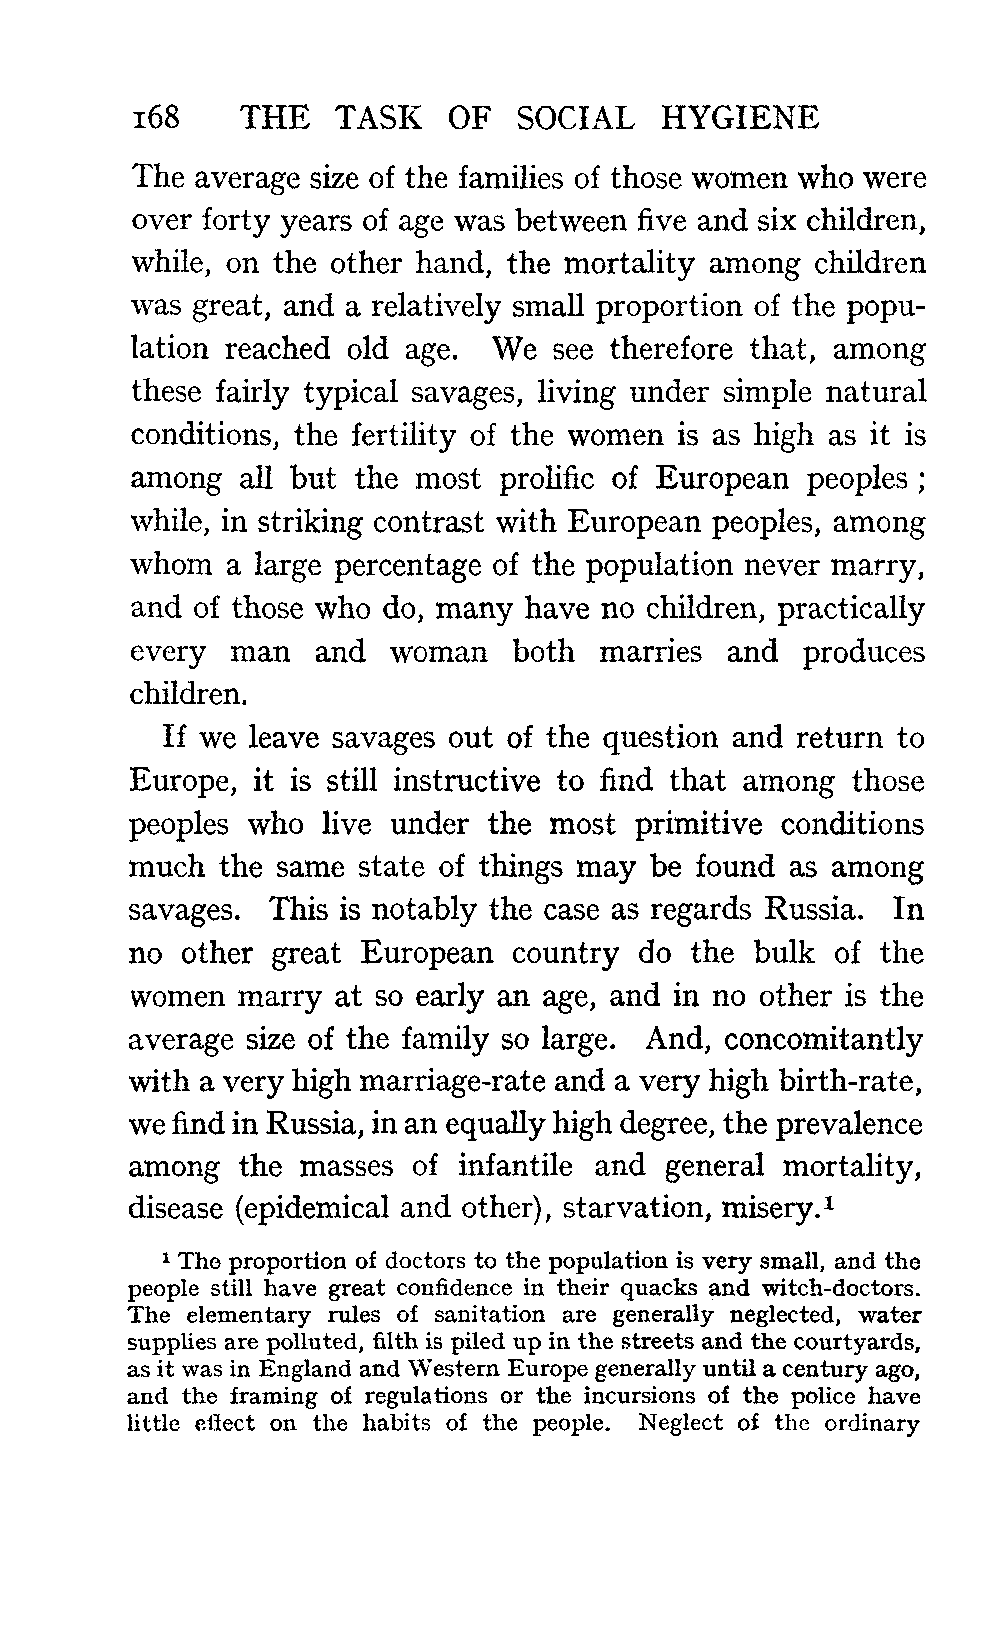 168 THE TASK OF SOCIAL HYGIENE
The average size of the families of those women who were
over forty years of age was between five and six children,
while, on the other hand, the mortality among children
was great, and a relatively small proportion of the popu-
lation reached old age. We see therefore that, among
these fairly typical savages, living under simple natural
conditions, the fertility of the women is as high as it is
among all but the most prolific of European peoples ;
while, in striking contrast with European peoples, among
whom a large percentage of the population never marry,
and of those who do, many have no children, practically
every man and woman both marries and produces
children.
If we leave savages out of the question and return to
Europe, it is still instructive to find that among those
peoples who live under the most primitive conditions
much the same state of things may be found as among
savages. This is notably the case as regards Russia. In
no other great European country do the bulk of the
women marry at so early an age, and in no other is the
average size of the family so large. And, concomitantly
with a very high marriage-rate and a very high birth-rate,
we find in Russia, in an equally high degree, the prevalence
among the masses of infantile and general mortality,
disease (epidemical and other), starvation, misery.¹
¹ The proportion of doctors to the population is very small, and the
people still have great confidence in their quacks and witch-doctors.
The elementary rules of sanitation are generally neglected, water
supplies are polluted, filth is piled up in the streets and the courtyards,
as it was in England and Western Europe generally until a century ago,
and the framing of regulations or the incursions of the police have
little effect on the habits of the people. Neglect of the ordinary